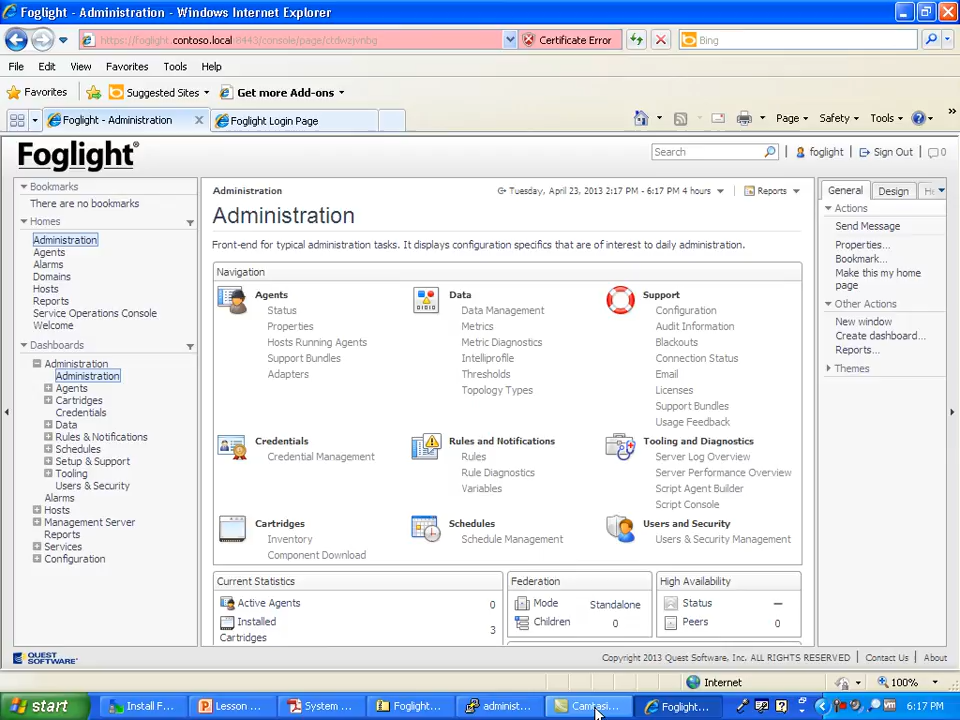 Foglight - Administration - Windows Internet Explorer
https://foglight.contoso.local:8443/console/page/ctdwzjvnbg
Certificate Error
Bing
File Edit View Favorites Tools Help
Favorites Suggested Sites Get more Add-ons
Foglight - Administration Foglight Login Page
Page Safety Tools
Foglight®
Search foglight Sign Out 0
Bookmarks
There are no bookmarks
Homes
Administration
Agents
Alarms
Domains
Hosts
Reports
Service Operations Console
Welcome
Dashboards
Administration
Administration
Agents
Cartridges
Credentials
Data
Rules & Notifications
Schedules
Setup & Support
Tooling
Users & Security
Alarms
Hosts
Management Server
Reports
Services
Configuration
Administration Tuesday, April 23, 2013 2:17 PM - 6:17 PM 4 hours Reports
Administration
Front-end for typical administration tasks. It displays configuration specifics that are of interest to daily administration.
Navigation
Agents
Status
Properties
Hosts Running Agents
Support Bundles
Adapters
Data
Data Management
Metrics
Metric Diagnostics
Intelliprofile
Thresholds
Topology Types
Support
Configuration
Audit Information
Blackouts
Connection Status
Email
Licenses
Support Bundles
Usage Feedback
Credentials
Credential Management
Rules and Notifications
Rules
Rule Diagnostics
Variables
Tooling and Diagnostics
Server Log Overview
Server Performance Overview
Script Agent Builder
Script Console
Cartridges
Inventory
Component Download
Schedules
Schedule Management
Users and Security
Users & Security Management
Current Statistics
Active Agents 0
Installed
Cartridges 3
Federation
Mode Standalone
Children 0
High Availability
Status —
Peers 0
General Design
Actions
Send Message
Properties...
Bookmark...
Make this my home
page
Other Actions
New window
Create dashboard...
Reports...
Themes
QUEST
SOFTWARE®
Copyright 2013 Quest Software, Inc. ALL RIGHTS RESERVED Contact Us About
Internet 100%
start Install F... Lesson ... System ... Foglight... administ... Camtasi... Foglight... 6:17 PM